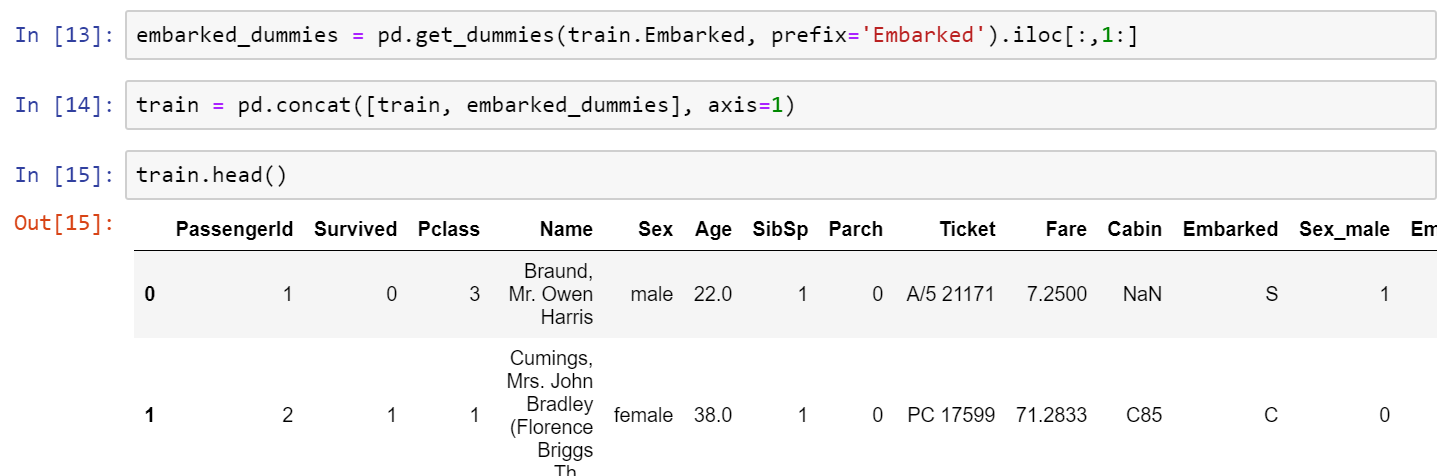 In [13]: embarked_dummies = pd.get_dummies(train.Embarked, prefix='Embarked').iloc[:,1:]
In [14]: train = pd.concat([train, embarked_dummies], axis=1)
In [15]: train.head()
Out[15]:
PassengerId Survived Pclass Name Sex Age SibSp Parch Ticket Fare Cabin Embarked Sex_male Em
0 1 0 3 Braund,
Mr. Owen male 22.0 1 0 A/5 21171 7.2500 NaN S 1
Harris
Cumings,
Mrs. John
Bradley
1 2 1 1 (Florence female 38.0 1 0 PC 17599 71.2833 C85 C 0
Briggs
Th...